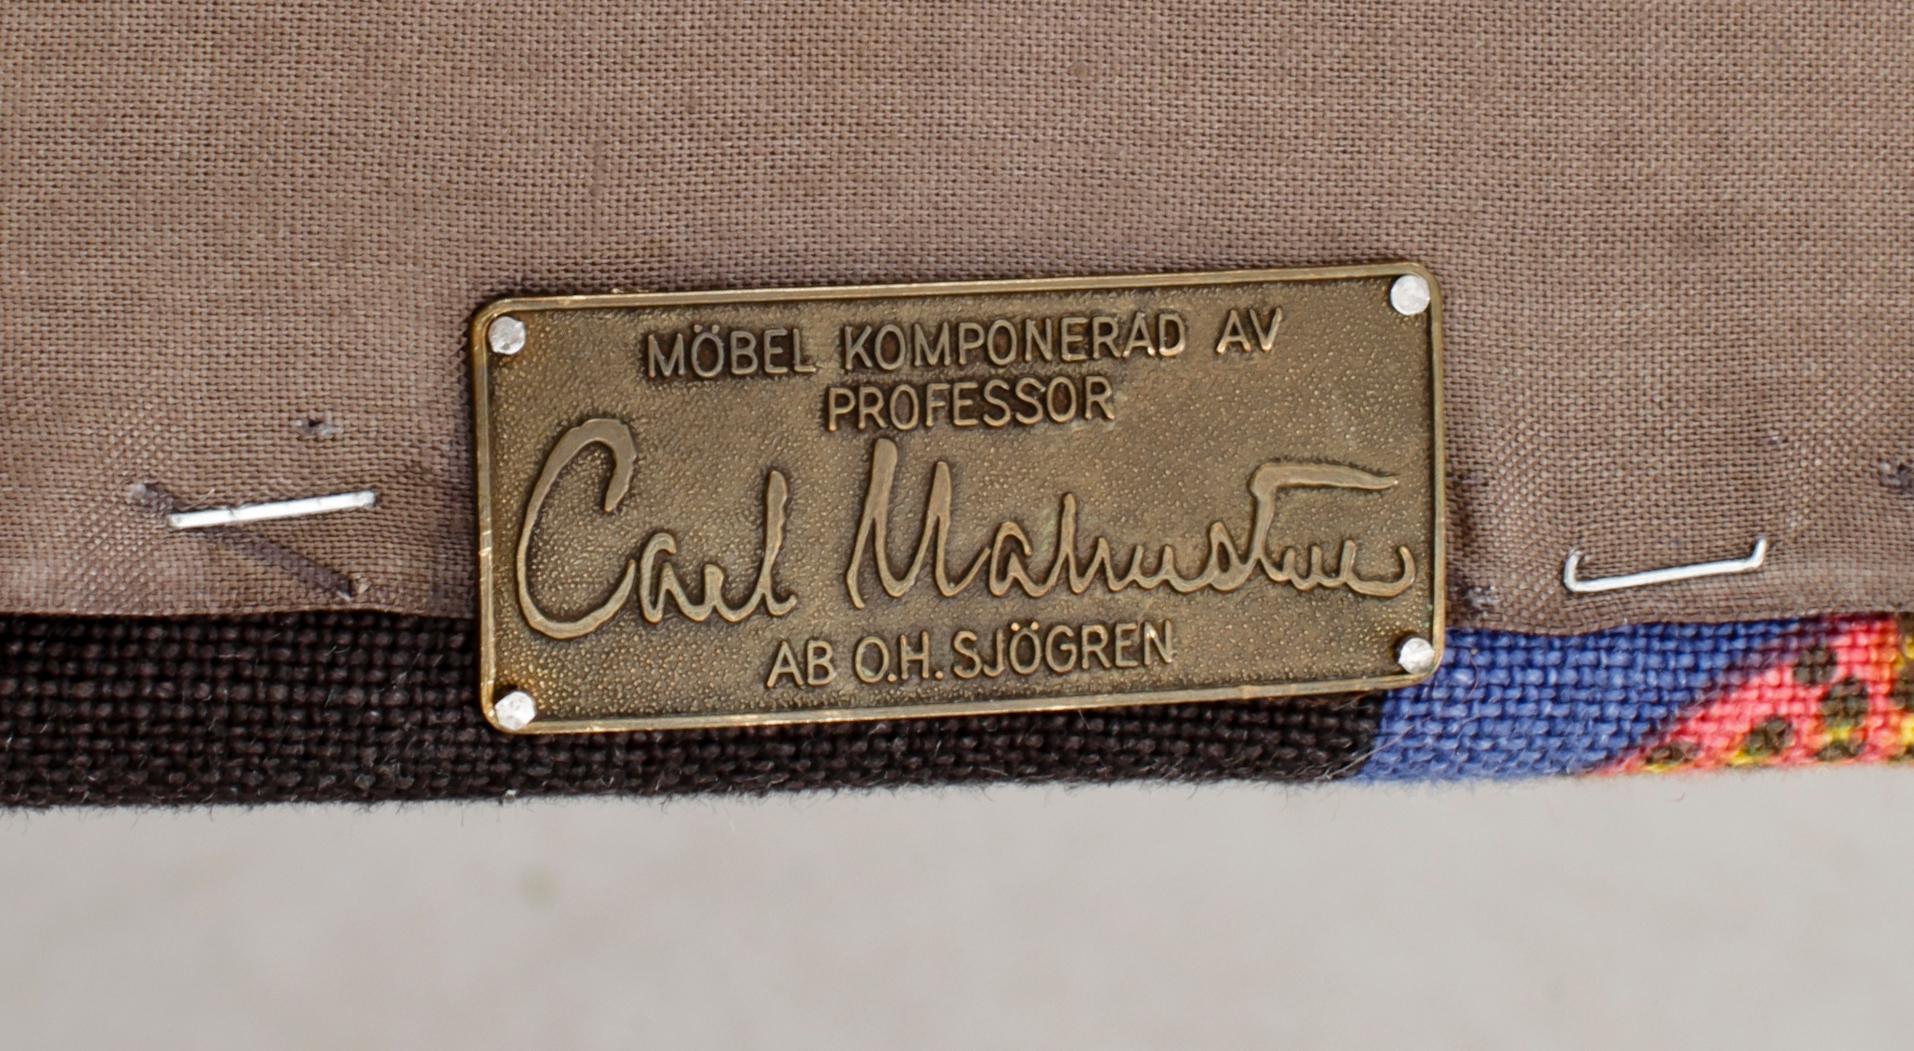 MÖBEL KOMPONERAD AV
PROFESSOR
Carl Malmsten
AB O.H. SJÖGREN